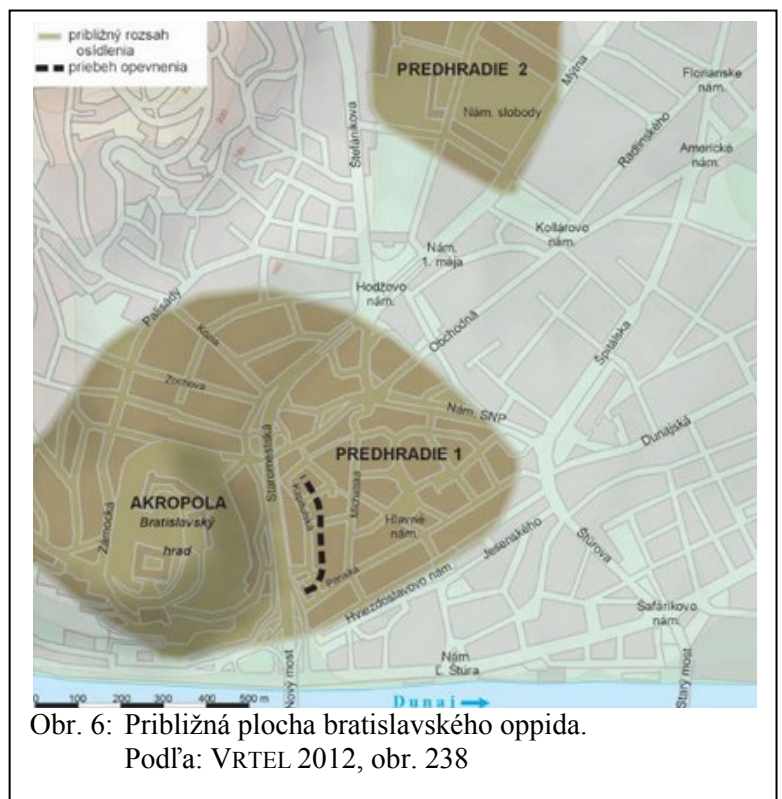 približný rozsah
osídlenia
priebeh opevnenia
PREDHRADIE 2
Mýtna
Florianske
nám.
Nám. slobody
Štefánikova
Radlinského
Americké
nám.
Kollárovo
nám.
Nám.
1. mája
Hodžovo
nám.
Palisády
Kozia
Obchodná
Špitálska
Zochova
Nám. SNP
Dunajská
Staromestská
PREDHRADIE 1
AKROPOLA
Bratislavský
hrad
Zámocká
Kapitulská
Michalská
Hlavné
nám.
Jesenského
Štúrova
Panská
Hviezdoslavovo nám
Šafárikovo
nám.
Nám.
Ľ. Štúra
Nový most
Starý most
0 100 200 300 400 500 m
Dunaj
Obr. 6: Približná plocha bratislavského oppida.
Podľa: VRTEL 2012, obr. 238